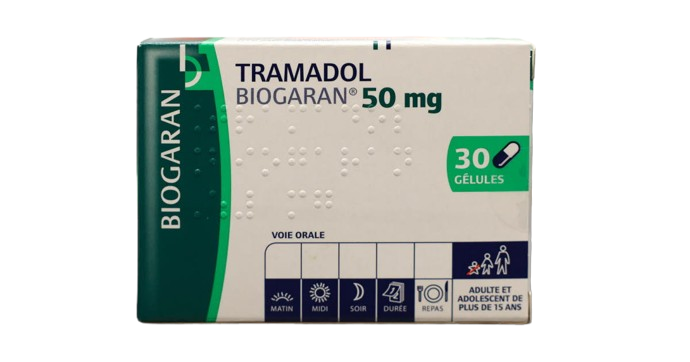 BIOGARAN
TRAMADOL
BIOGARAN® 50 mg
30
GÉLULES
VOIE ORALE
MATIN
MIDI
SOIR
DURÉE
REPAS
ADULTE ET
ADOLESCENT DE
PLUS DE 15 ANS